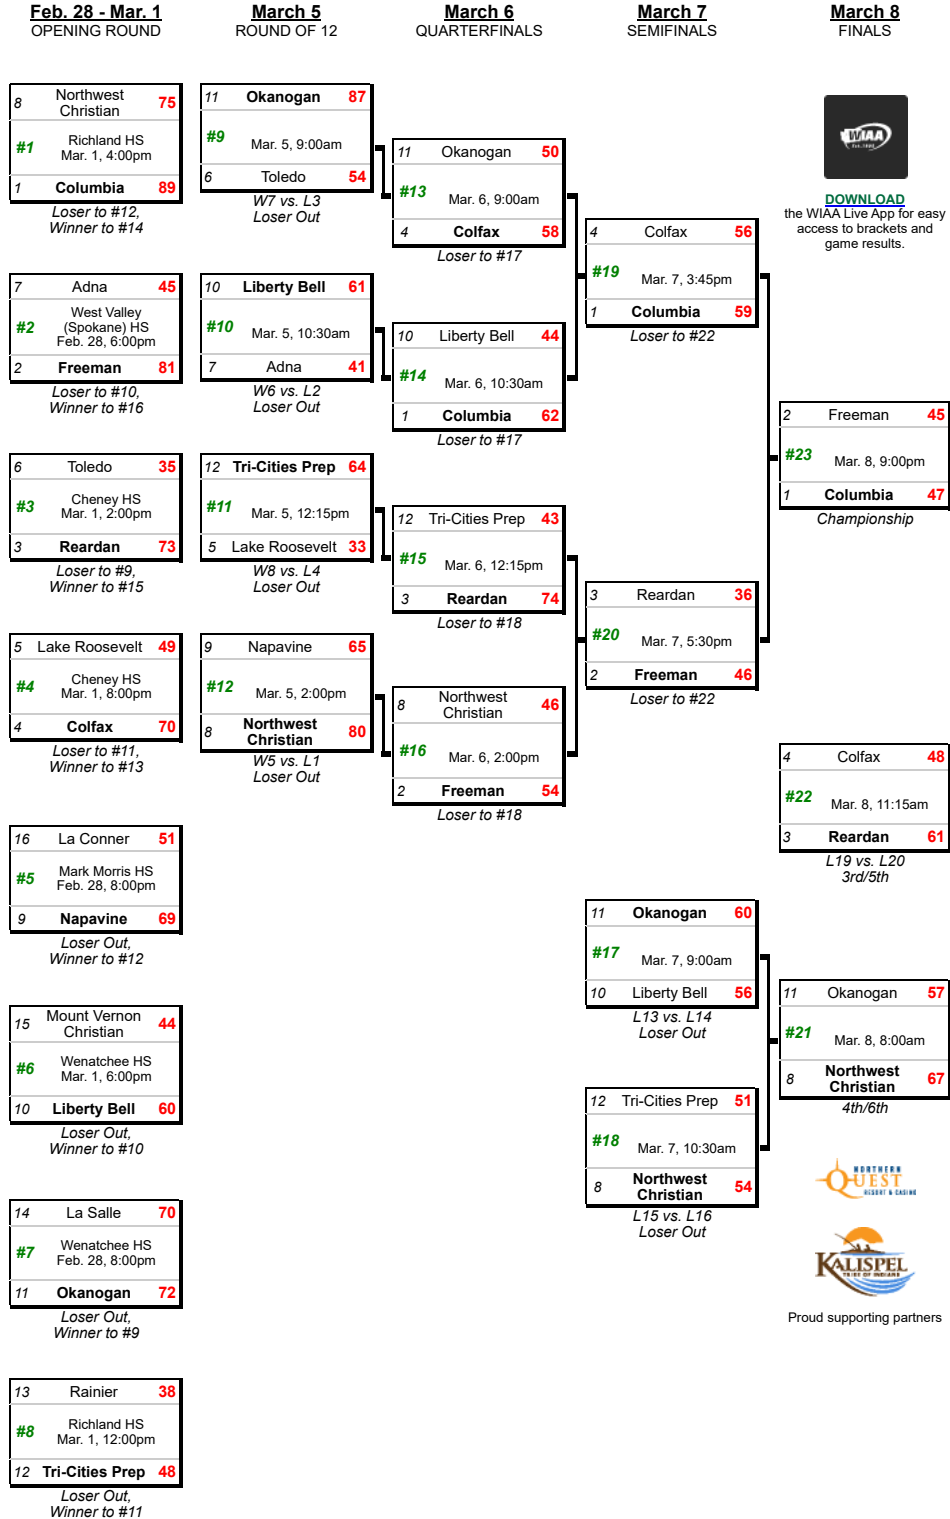 Feb. 28 - Mar. 1
OPENING ROUND
8 Northwest Christian 75
#1 Richland HS
Mar. 1, 4:00pm
1 Columbia 89
Loser to #12,
Winner to #14
7 Adna 45
#2 West Valley
(Spokane) HS
Feb. 28, 6:00pm
2 Freeman 81
Loser to #10,
Winner to #16
6 Toledo 35
#3 Cheney HS
Mar. 1, 2:00pm
3 Reardan 73
Loser to #9,
Winner to #15
5 Lake Roosevelt 49
#4 Cheney HS
Mar. 1, 8:00pm
4 Colfax 70
Loser to #11,
Winner to #13
16 La Conner 51
#5 Mark Morris HS
Feb. 28, 8:00pm
9 Napavine 69
Loser Out,
Winner to #12
15 Mount Vernon Christian 44
#6 Wenatchee HS
Mar. 1, 6:00pm
10 Liberty Bell 60
Loser Out,
Winner to #10
14 La Salle 70
#7 Wenatchee HS
Feb. 28, 8:00pm
11 Okanogan 72
Loser Out,
Winner to #9
13 Rainier 38
#8 Richland HS
Mar. 1, 12:00pm
12 Tri-Cities Prep 48
Loser Out,
Winner to #11
March 5
ROUND OF 12
11 Okanogan 87
#9 Mar. 5, 9:00am
6 Toledo 54
W7 vs. L3
Loser Out
10 Liberty Bell 61
#10 Mar. 5, 10:30am
7 Adna 41
W6 vs. L2
Loser Out
12 Tri-Cities Prep 64
#11 Mar. 5, 12:15pm
5 Lake Roosevelt 33
W8 vs. L4
Loser Out
9 Napavine 65
#12 Mar. 5, 2:00pm
8 Northwest Christian 80
W5 vs. L1
Loser Out
March 6
QUARTERFINALS
11 Okanogan 50
#13 Mar. 6, 9:00am
4 Colfax 58
Loser to #17
10 Liberty Bell 44
#14 Mar. 6, 10:30am
1 Columbia 62
Loser to #17
12 Tri-Cities Prep 43
#15 Mar. 6, 12:15pm
3 Reardan 74
Loser to #18
8 Northwest Christian 46
#16 Mar. 6, 2:00pm
2 Freeman 54
Loser to #18
March 7
SEMIFINALS
4 Colfax 56
#19 Mar. 7, 3:45pm
1 Columbia 59
Loser to #22
3 Reardan 36
#20 Mar. 7, 5:30pm
2 Freeman 46
Loser to #22
11 Okanogan 60
#17 Mar. 7, 9:00am
10 Liberty Bell 56
L13 vs. L14
Loser Out
12 Tri-Cities Prep 51
#18 Mar. 7, 10:30am
8 Northwest Christian 54
L15 vs. L16
Loser Out
March 8
FINALS
WIAA
DOWNLOAD
the WIAA Live App for easy
access to brackets and
game results.
2 Freeman 45
#23 Mar. 8, 9:00pm
1 Columbia 47
Championship
4 Colfax 48
#22 Mar. 8, 11:15am
3 Reardan 61
L19 vs. L20
3rd/5th
11 Okanogan 57
#21 Mar. 8, 8:00am
8 Northwest Christian 67
4th/6th
NORTHERN
QUEST
RESORT & CASINO
KALISPEL
TRIBE OF INDIANS
Proud supporting partners